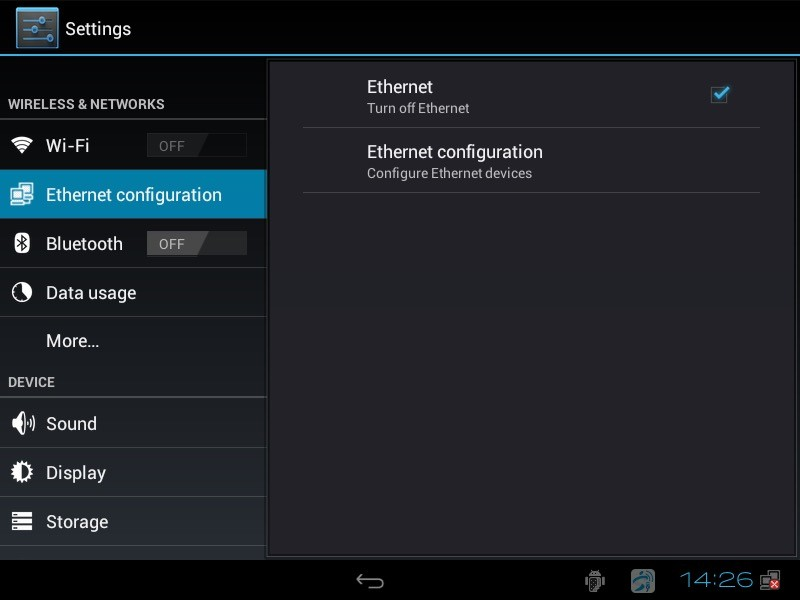 Settings
WIRELESS & NETWORKS
Wi-Fi
OFF
Ethernet configuration
Bluetooth
OFF
Data usage
More...
DEVICE
Sound
Display
Storage
Ethernet
Turn off Ethernet
Ethernet configuration
Configure Ethernet devices
14:26